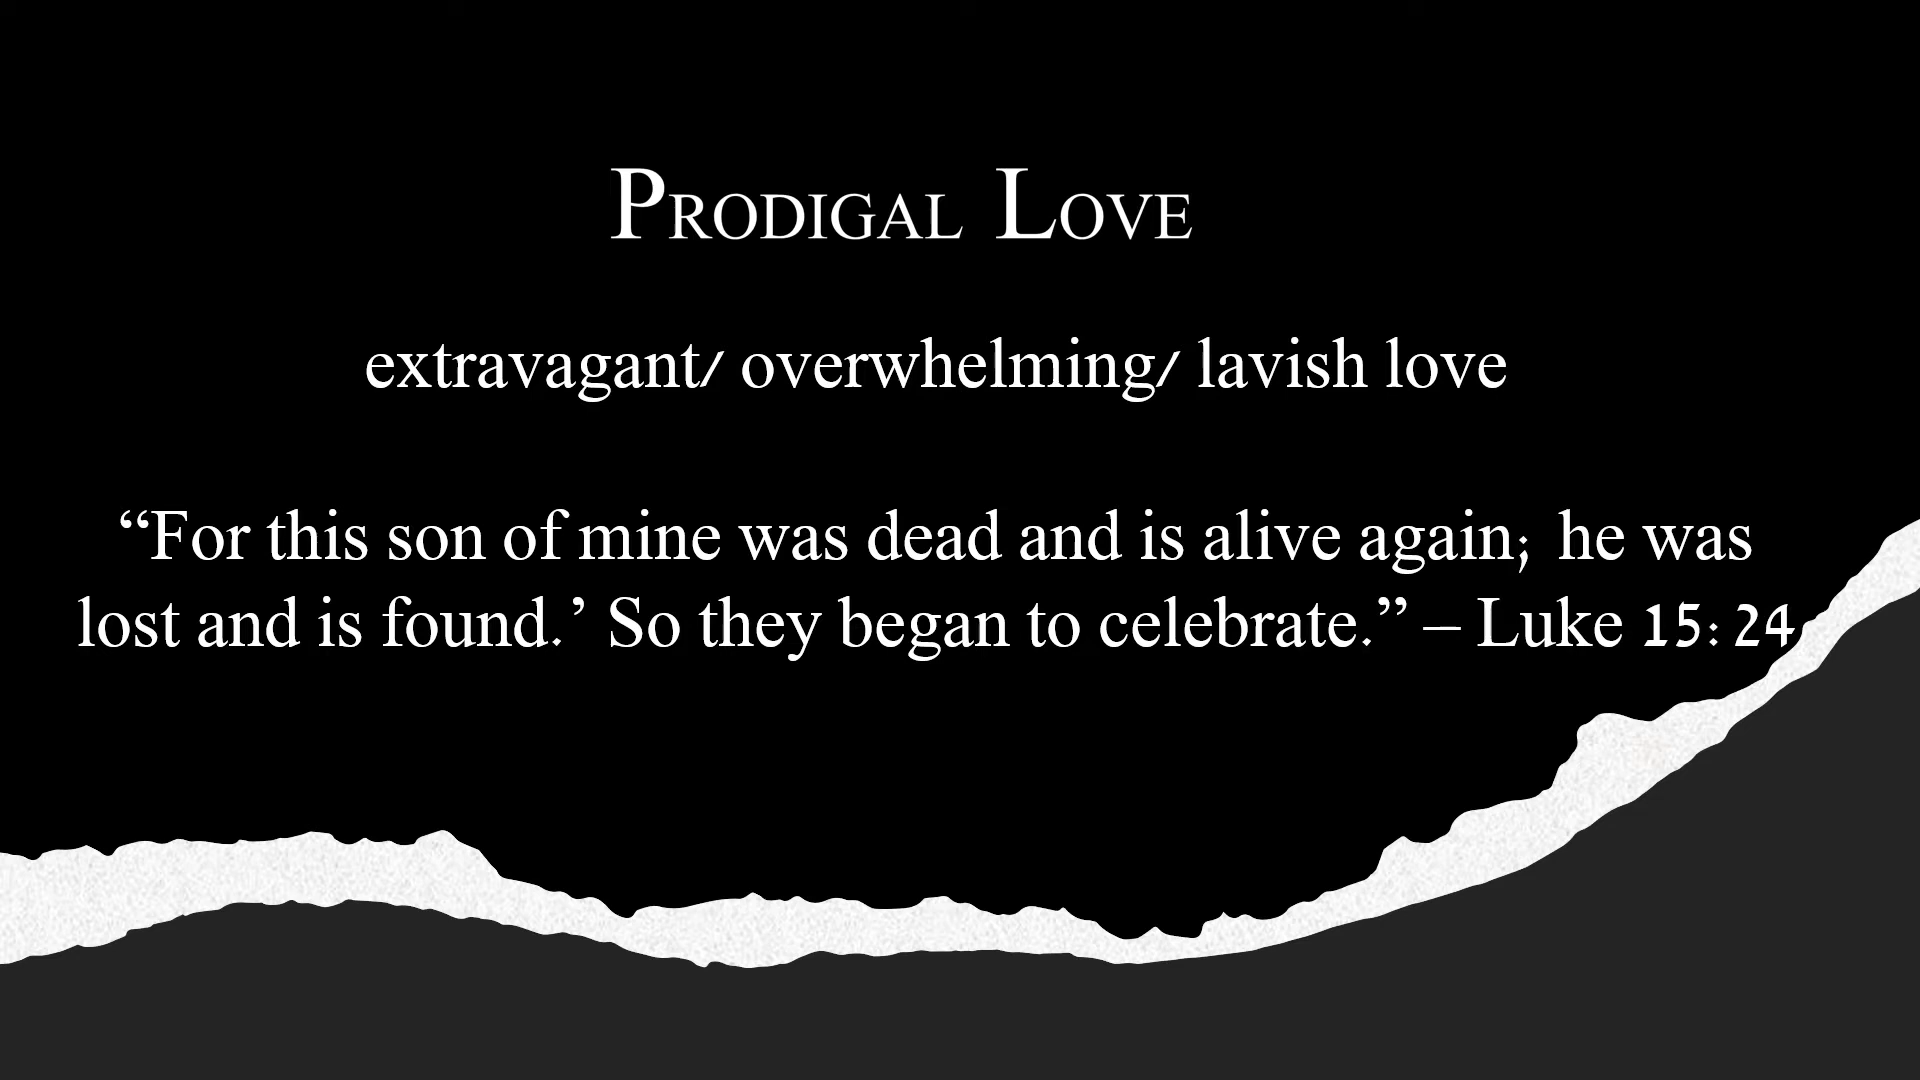 Prodigal Love
extravagant/ overwhelming/ lavish love
“For this son of mine was dead and is alive again; he was
lost and is found.’ So they began to celebrate.” – Luke 15:24